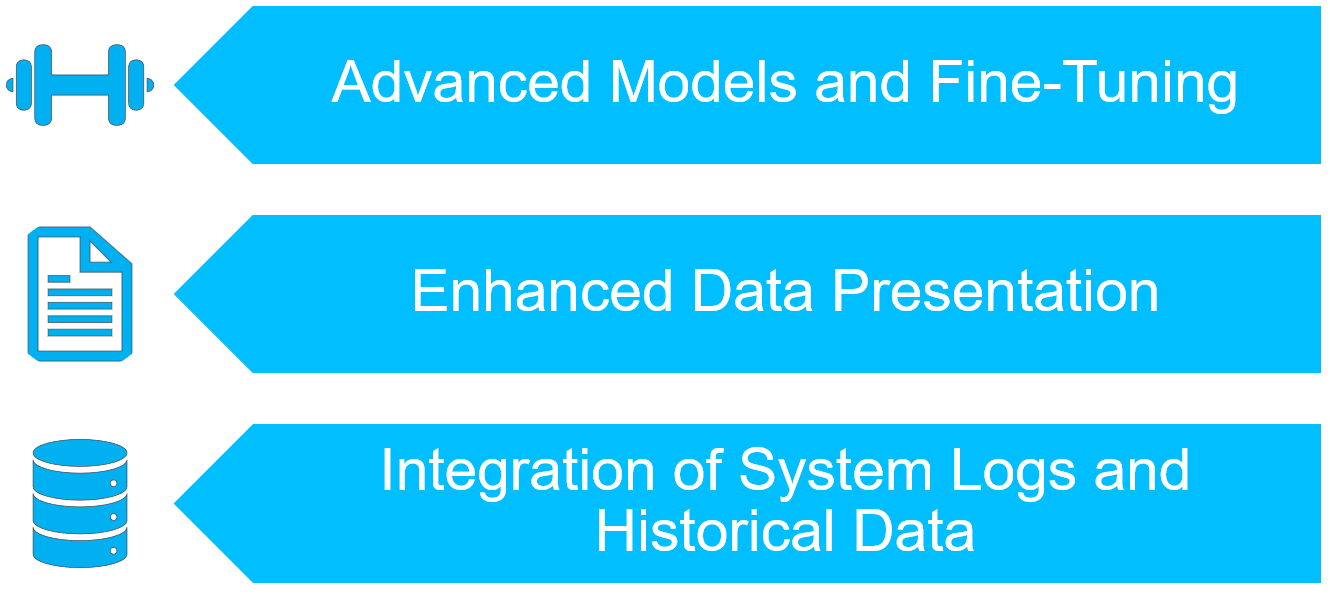 Advanced Models and Fine-Tuning
Enhanced Data Presentation
Integration of System Logs and
Historical Data